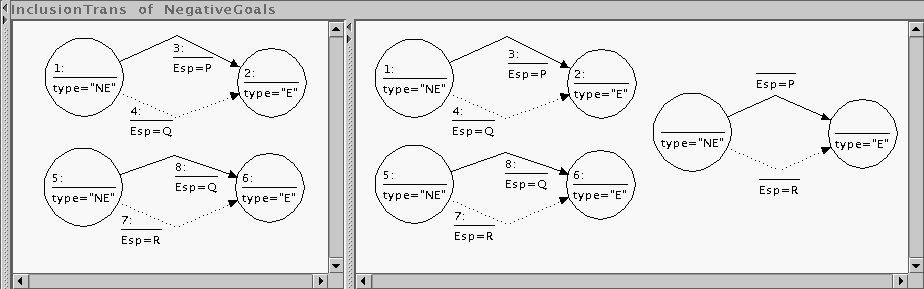 InclusionTrans of NegativeGoals
1:
type="NE"
3:
Esp=P
2:
type="E"
4:
Esp=Q
5:
type="NE"
8:
Esp=Q
6:
type="E"
7:
Esp=R
1:
type="NE"
3:
Esp=P
2:
type="E"
4:
Esp=Q
5:
type="NE"
8:
Esp=Q
6:
type="E"
7:
Esp=R
Esp=P
type="NE"
type="E"
Esp=R